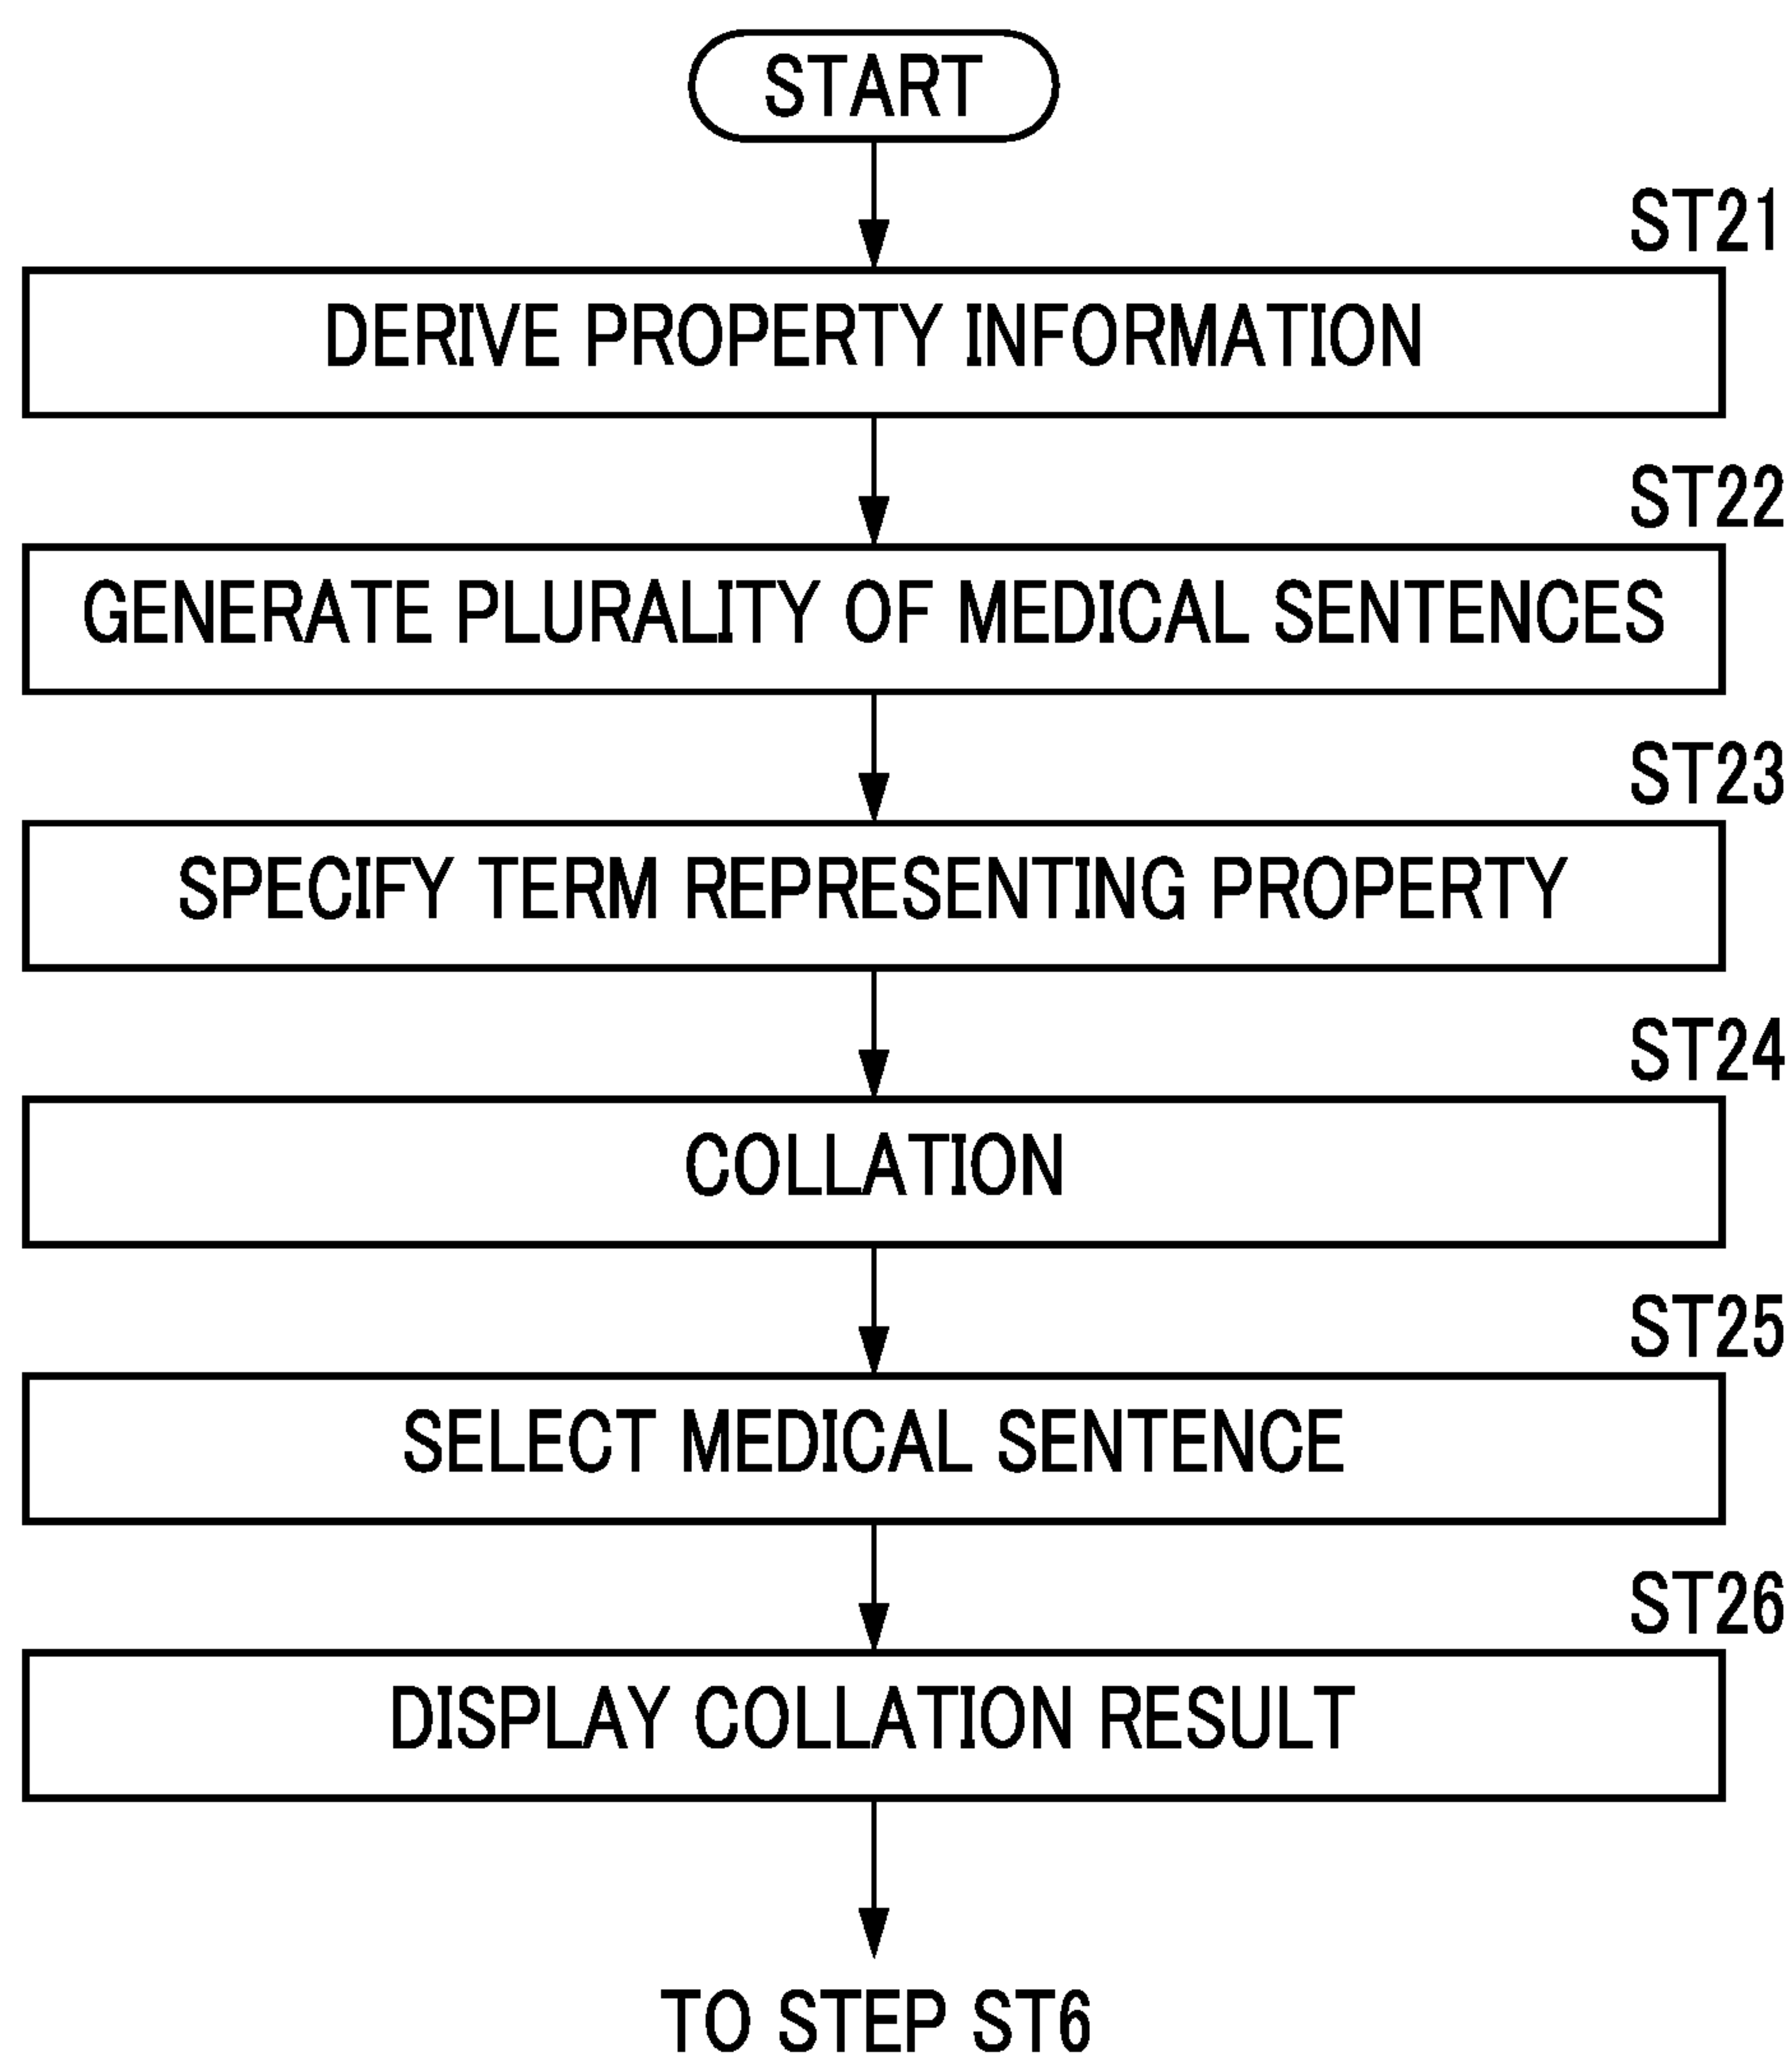 START
ST21
DERIVE PROPERTY INFORMATION
ST22
GENERATE PLURALITY OF MEDICAL SENTENCES
ST23
SPECIFY TERM REPRESENTING PROPERTY
ST24
COLLATION
ST25
SELECT MEDICAL SENTENCE
ST26
DISPLAY COLLATION RESULT
TO STEP ST6